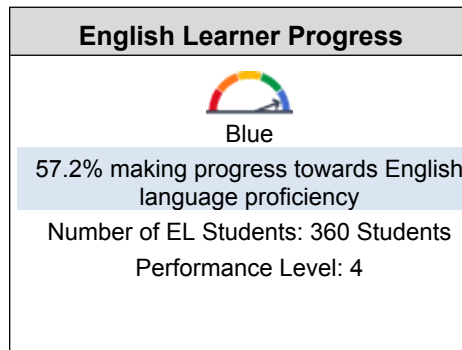 English Learner Progress
Blue
57.2% making progress towards English
language proficiency
Number of EL Students: 360 Students
Performance Level: 4